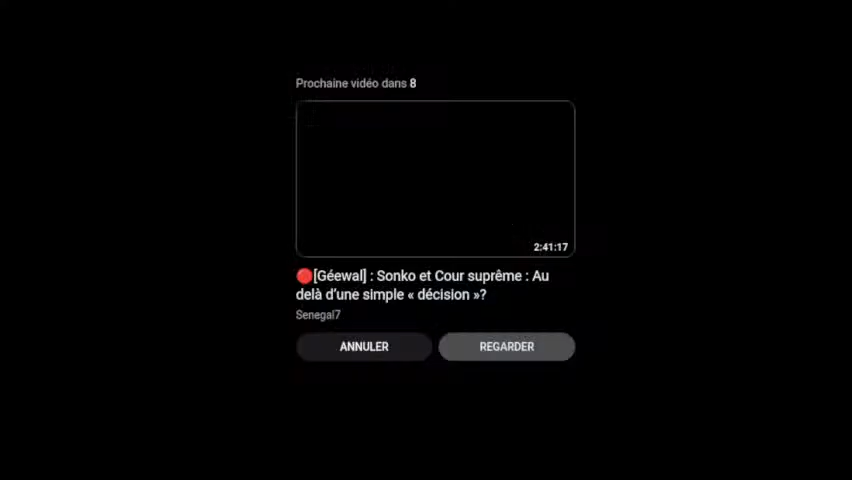 Prochaine vidéo dans 8
2:41:17
🔴[Géewal] : Sonko et Cour suprême : Au
delà d’une simple « décision »?
Senegal7
ANNULER
REGARDER